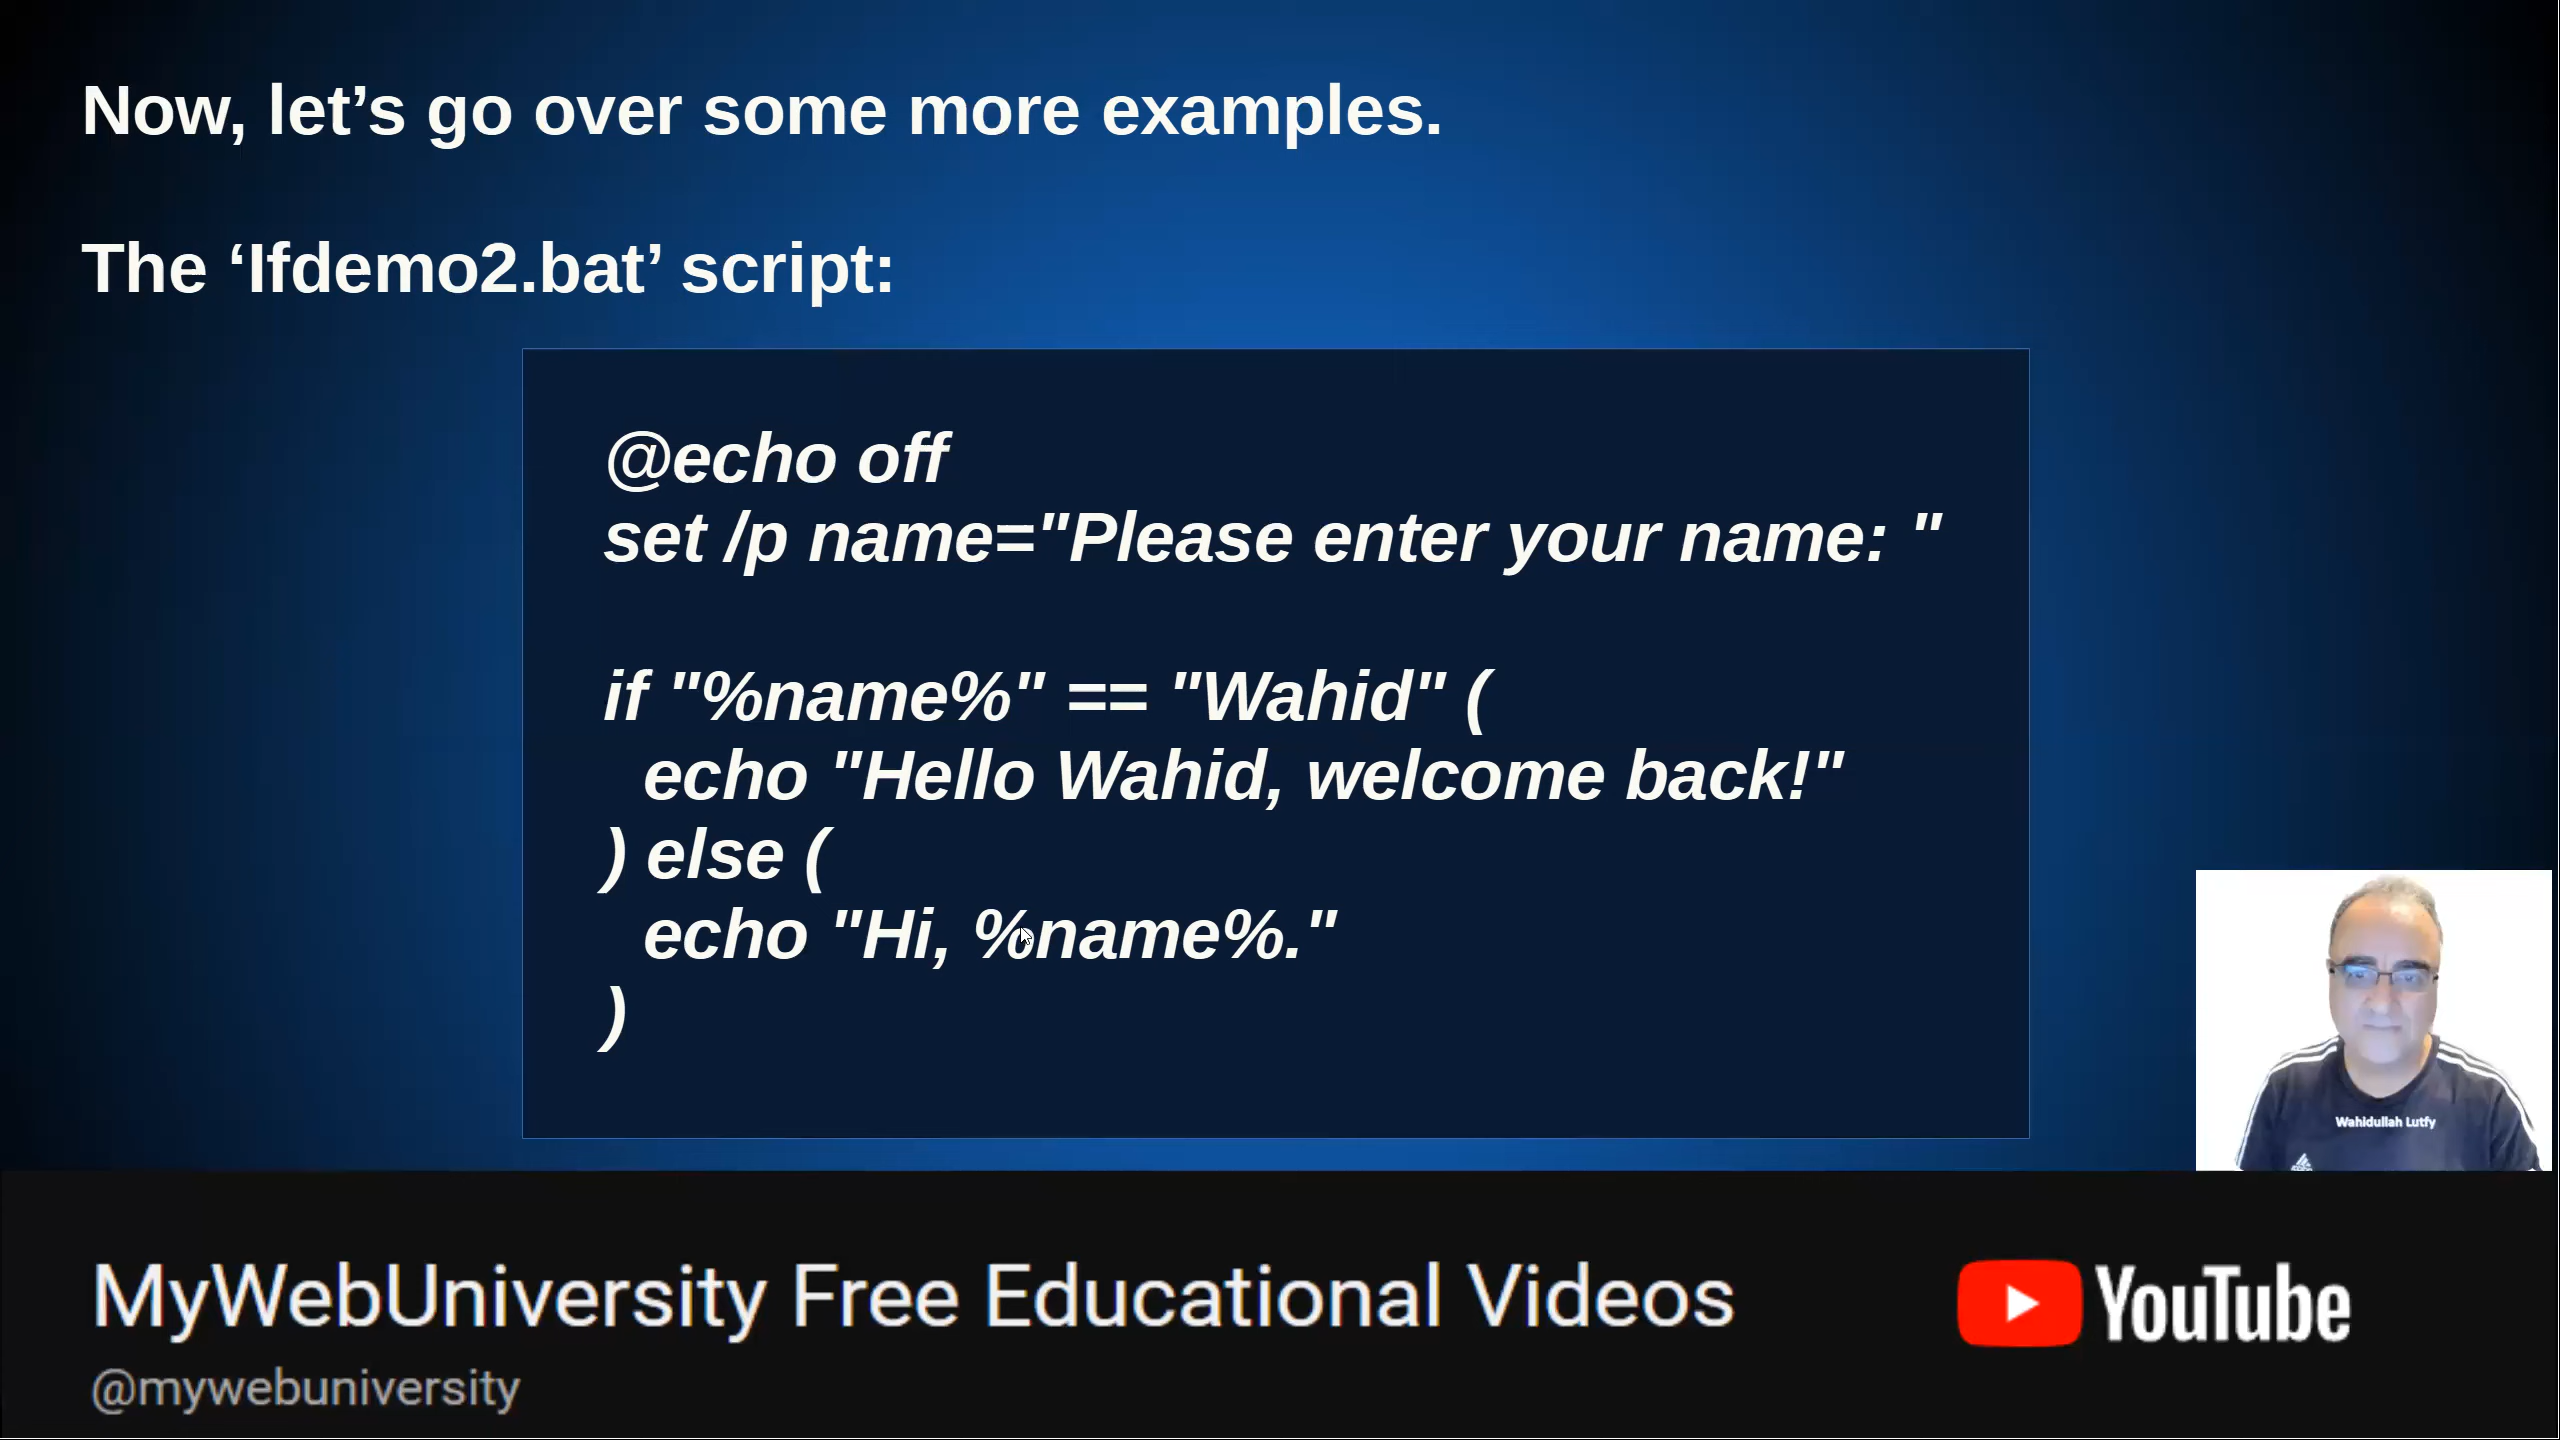 Now, let’s go over some more examples.
The ‘Ifdemo2.bat’ script:
@echo off
set /p name="Please enter your name: "
if "%name%" == "Wahid" (
echo "Hello Wahid, welcome back!"
) else (
echo "Hi, %name%."
)
Wahidullah Lutfy
MyWebUniversity Free Educational Videos
YouTube
@mywebuniversity